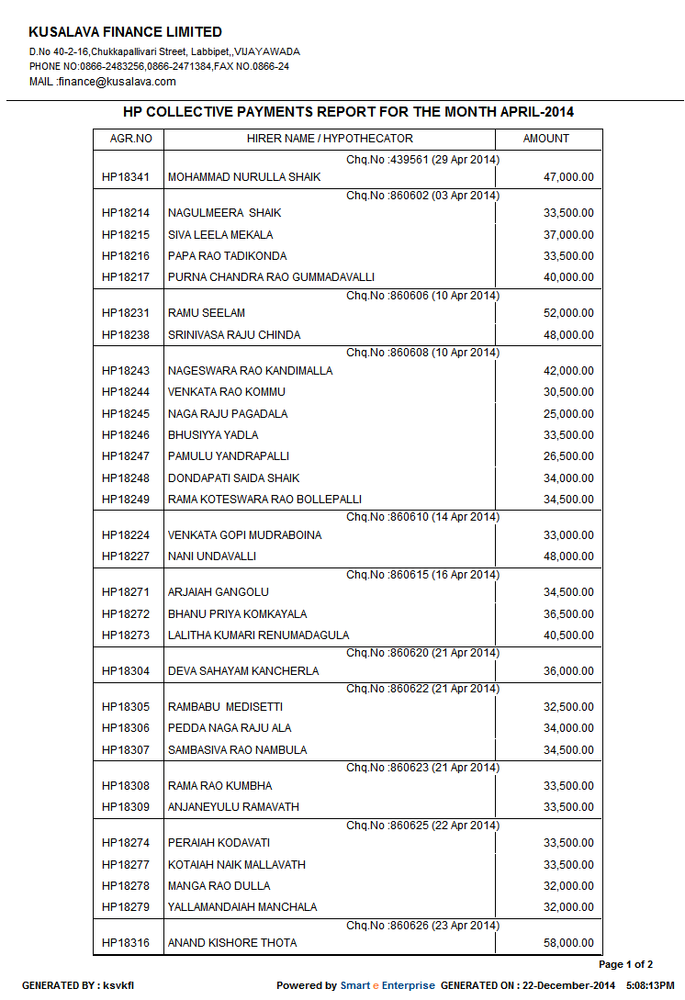 KUSALAVA FINANCE LIMITED
D.No 40-2-16,Chukkapallivari Street, Labbipet,,VIJAYAWADA
PHONE NO:0866-2483256,0866-2471384,FAX NO.0866-24
MAIL :finance@kusalava.com
HP COLLECTIVE PAYMENTS REPORT FOR THE MONTH APRIL-2014
AGR.NO HIRER NAME / HYPOTHECATOR AMOUNT
Chq.No :439561 (29 Apr 2014)
HP18341 MOHAMMAD NURULLA SHAIK 47,000.00
Chq.No :860602 (03 Apr 2014)
HP18214 NAGULMEERA  SHAIK 33,500.00
HP18215 SIVA LEELA MEKALA 37,000.00
HP18216 PAPA RAO TADIKONDA 33,500.00
HP18217 PURNA CHANDRA RAO GUMMADAVALLI 40,000.00
Chq.No :860606 (10 Apr 2014)
HP18231 RAMU SEELAM 52,000.00
HP18238 SRINIVASA RAJU CHINDA 48,000.00
Chq.No :860608 (10 Apr 2014)
HP18243 NAGESWARA RAO KANDIMALLA 42,000.00
HP18244 VENKATA RAO KOMMU 30,500.00
HP18245 NAGA RAJU PAGADALA 25,000.00
HP18246 BHUSIYYA YADLA 33,500.00
HP18247 PAMULU YANDRAPALLI 26,500.00
HP18248 DONDAPATI SAIDA SHAIK 34,000.00
HP18249 RAMA KOTESWARA RAO BOLLEPALLI 34,500.00
Chq.No :860610 (14 Apr 2014)
HP18224 VENKATA GOPI MUDRABOINA 33,000.00
HP18227 NANI UNDAVALLI 48,000.00
Chq.No :860615 (16 Apr 2014)
HP18271 ARJAIAH GANGOLU 34,500.00
HP18272 BHANU PRIYA KOMKAYALA 36,500.00
HP18273 LALITHA KUMARI RENUMADAGULA 40,500.00
Chq.No :860620 (21 Apr 2014)
HP18304 DEVA SAHAYAM KANCHERLA 36,000.00
Chq.No :860622 (21 Apr 2014)
HP18305 RAMBABU  MEDISETTI 32,500.00
HP18306 PEDDA NAGA RAJU ALA 34,000.00
HP18307 SAMBASIVA RAO NAMBULA 34,500.00
Chq.No :860623 (21 Apr 2014)
HP18308 RAMA RAO KUMBHA 33,500.00
HP18309 ANJANEYULU RAMAVATH 33,500.00
Chq.No :860625 (22 Apr 2014)
HP18274 PERAIAH KODAVATI 33,500.00
HP18277 KOTAIAH NAIK MALLAVATH 33,500.00
HP18278 MANGA RAO DULLA 32,000.00
HP18279 YALLAMANDAIAH MANCHALA 32,000.00
Chq.No :860626 (23 Apr 2014)
HP18316 ANAND KISHORE THOTA 58,000.00
Page 1 of 2
GENERATED BY : ksvkfl Powered by Smart e Enterprise GENERATED ON : 22-December-2014 5:08:13PM